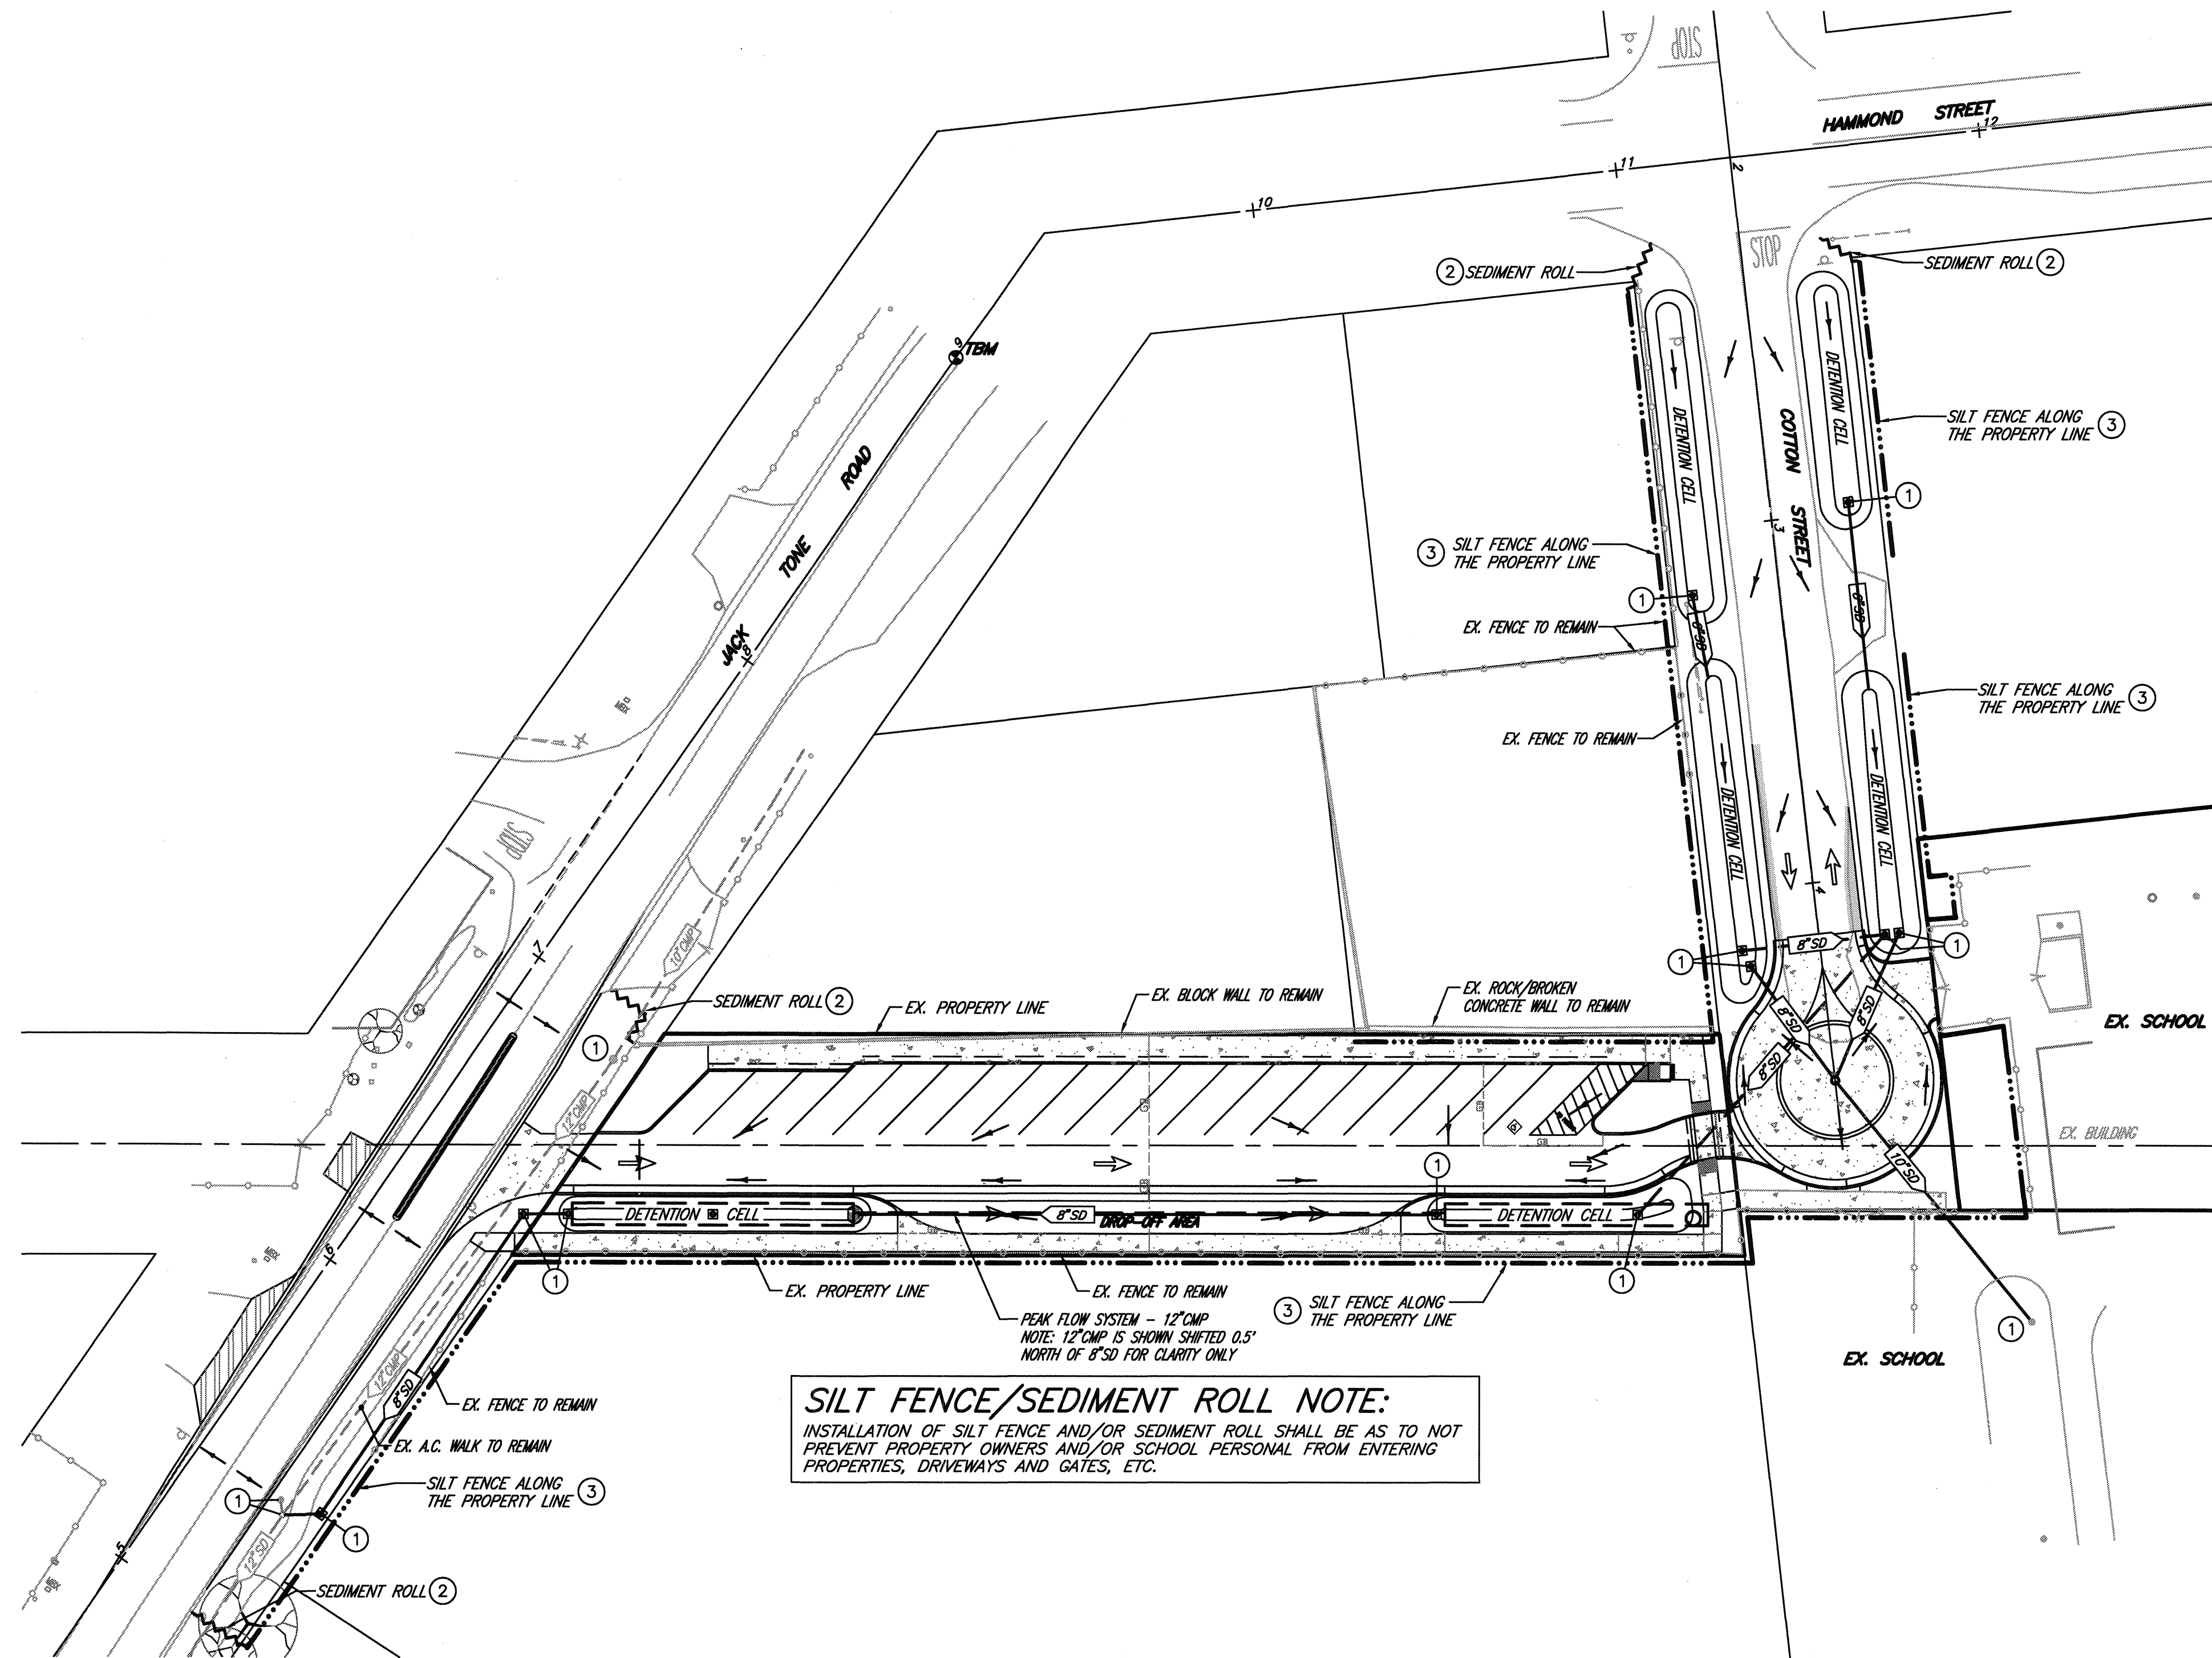 STOP
HAMMOND STREET
12
11
2
10
STOP
2 SEDIMENT ROLL
SEDIMENT ROLL 2
9
TBM
DETENTION CELL
DETENTION CELL
COTTON STREET
SILT FENCE ALONG
THE PROPERTY LINE 3
JACK TONE ROAD
1
3
3 SILT FENCE ALONG
THE PROPERTY LINE
1
8"SD
8"SD
EX. FENCE TO REMAIN
8
SILT FENCE ALONG
THE PROPERTY LINE 3
MBX
EX. FENCE TO REMAIN
DETENTION CELL
DETENTION CELL
STOP
4
7
10"CMP
8"SD
1
1
SEDIMENT ROLL 2
EX. PROPERTY LINE
EX. BLOCK WALL TO REMAIN
EX. ROCK/BROKEN
CONCRETE WALL TO REMAIN
8"SD
8"SD
8"SD
EX. SCHOOL
1
12"CMP
GB
GB
GB
EX. BUILDING
10"SD
1
GB
DETENTION CELL
8"SD
DROP-OFF AREA
DETENTION CELL
GB
GB
6
MBX
1
1
EX. PROPERTY LINE
EX. FENCE TO REMAIN
3 SILT FENCE ALONG
THE PROPERTY LINE
PEAK FLOW SYSTEM - 12"CMP
NOTE: 12"CMP IS SHOWN SHIFTED 0.5'
NORTH OF 8"SD FOR CLARITY ONLY
1
EX. SCHOOL
12"CMP
8"SD
EX. FENCE TO REMAIN
EX. A.C. WALK TO REMAIN
SILT FENCE/SEDIMENT ROLL NOTE:
INSTALLATION OF SILT FENCE AND/OR SEDIMENT ROLL SHALL BE AS TO NOT
PREVENT PROPERTY OWNERS AND/OR SCHOOL PERSONAL FROM ENTERING
PROPERTIES, DRIVEWAYS AND GATES, ETC.
SILT FENCE ALONG
THE PROPERTY LINE 3
1
1
5
12"SD
MBX
SEDIMENT ROLL 2